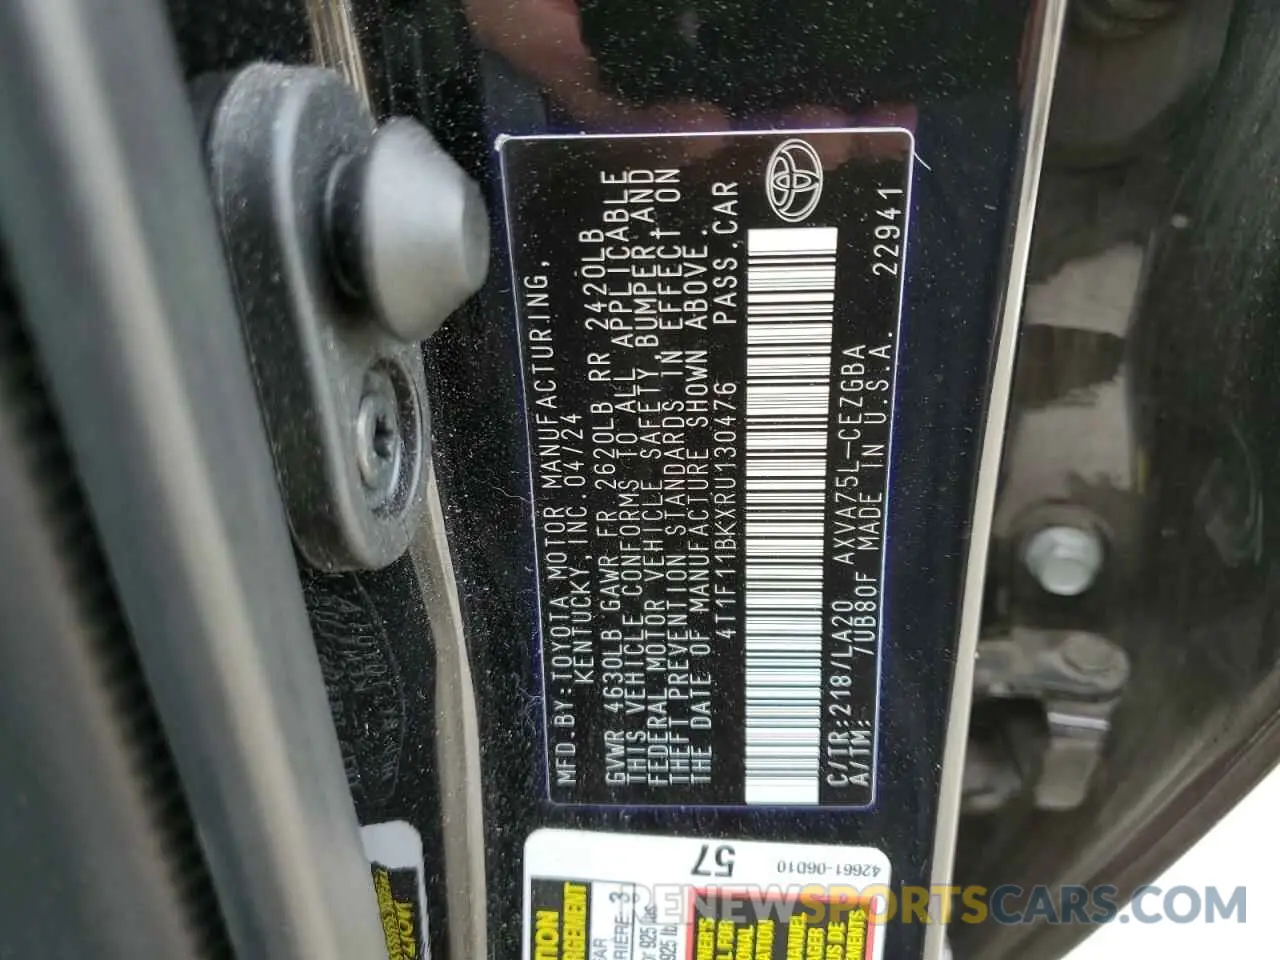 MFD.BY:TOYOTA MOTOR MANUFACTURING,
KENTUCKY INC. 04/24
GVWR 4630LB GAWR FR 2620LB RR 2420LB
THIS VEHICLE CONFORMS TO ALL APPLICABLE
FEDERAL MOTOR VEHICLE SAFETY, BUMPER, AND
THEFT PREVENTION STANDARDS IN EFFECT ON
THE DATE OF MANUFACTURE SHOWN ABOVE.
4T1F11BKXRU130476 PASS.CAR
C/TR:218/LA20 AXVA75L-CEZGBA
A/TM: /UB80F MADE IN U.S.A. 22941
57
42661-06D10
RENEWSPORTSCARS.COM